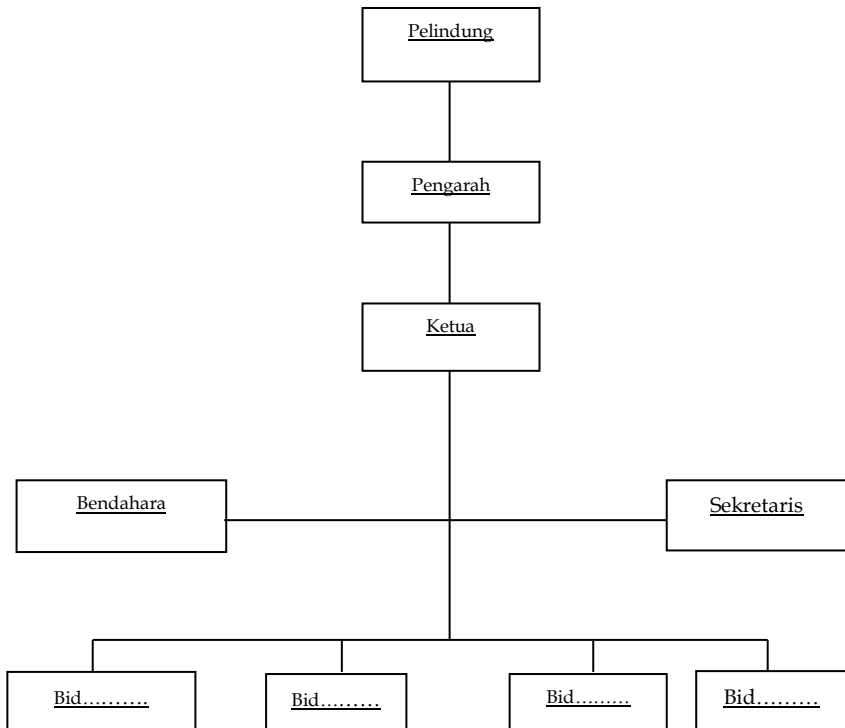 Pelindung
Pengarah
Ketua
Bendahara
Sekretaris
Bid……….
Bid………
Bid………
Bid………